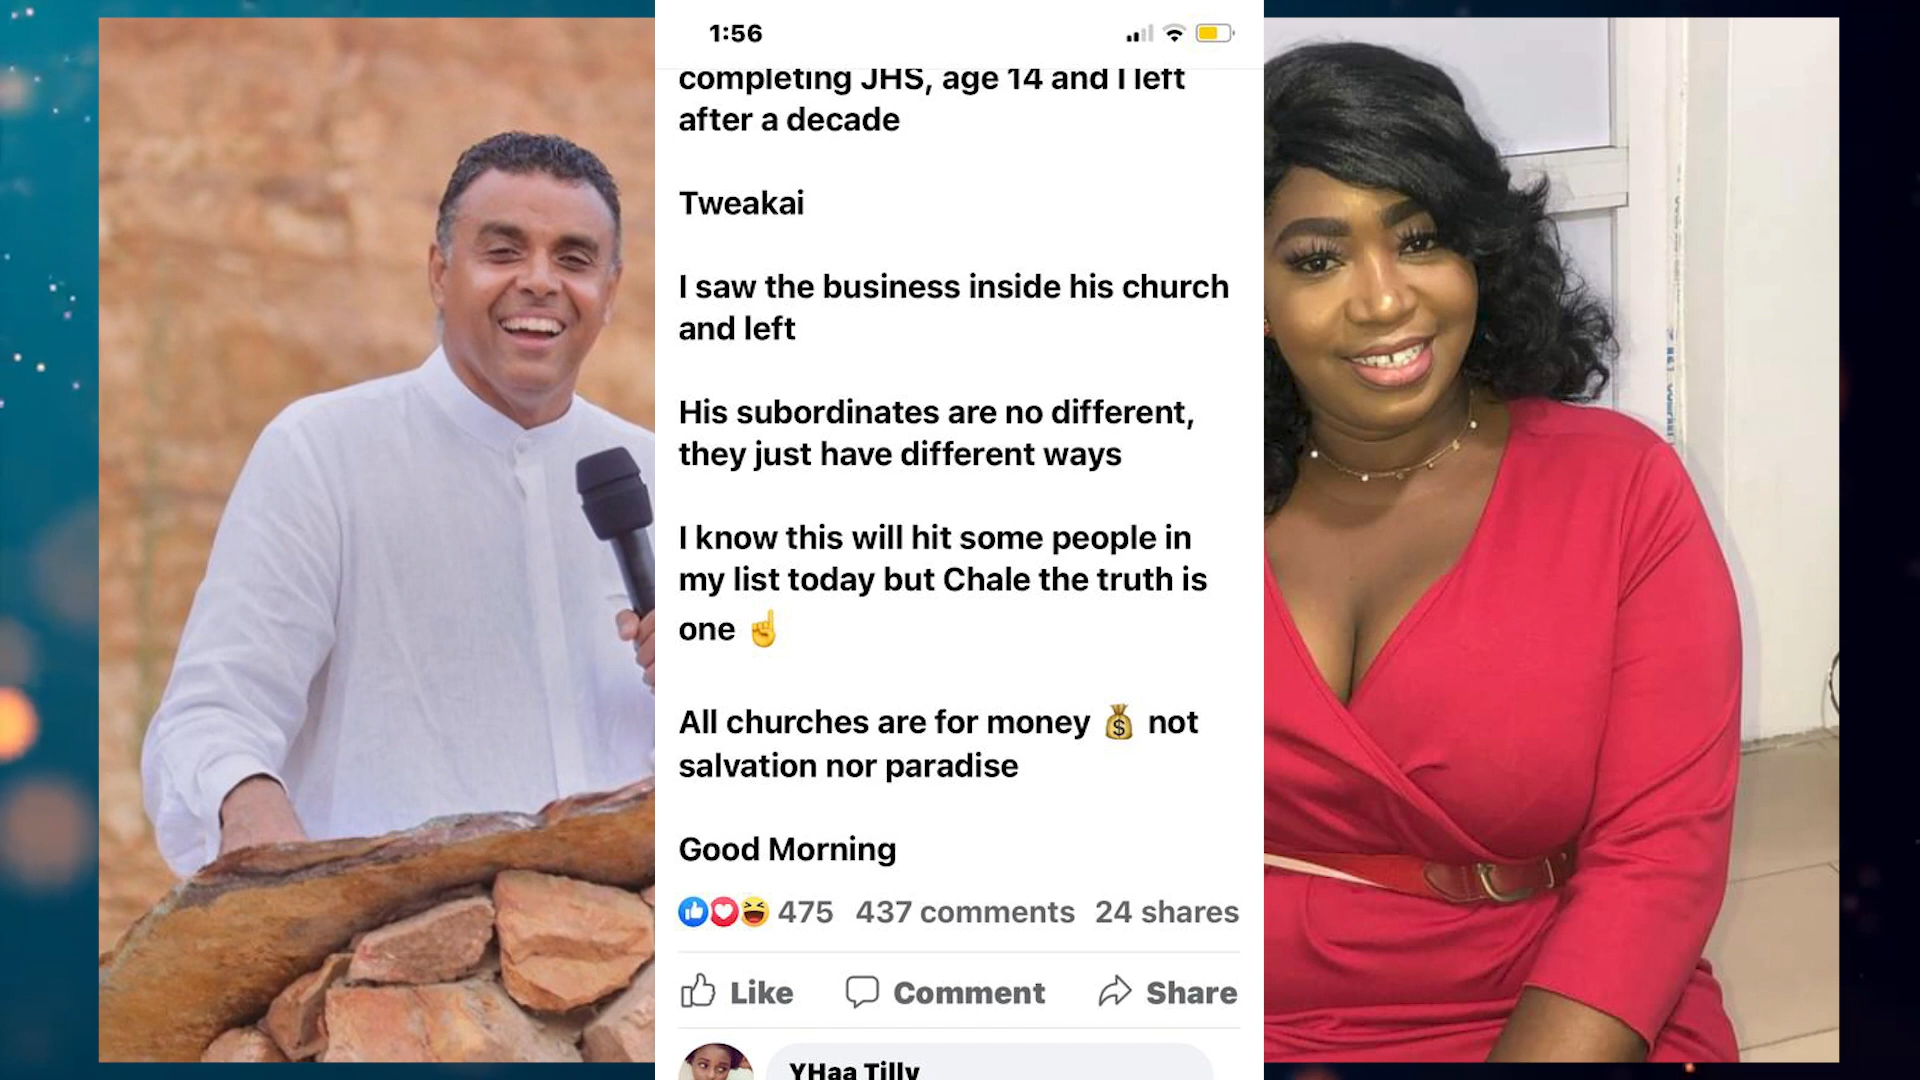 1:56
completing JHS, age 14 and I left
after a decade
Tweakai
I saw the business inside his church
and left
His subordinates are no different,
they just have different ways
I know this will hit some people in
my list today but Chale the truth is
one ☝️
All churches are for money 💰 not
salvation nor paradise
Good Morning
475 437 comments 24 shares
Like Comment Share
YHaa Tilly